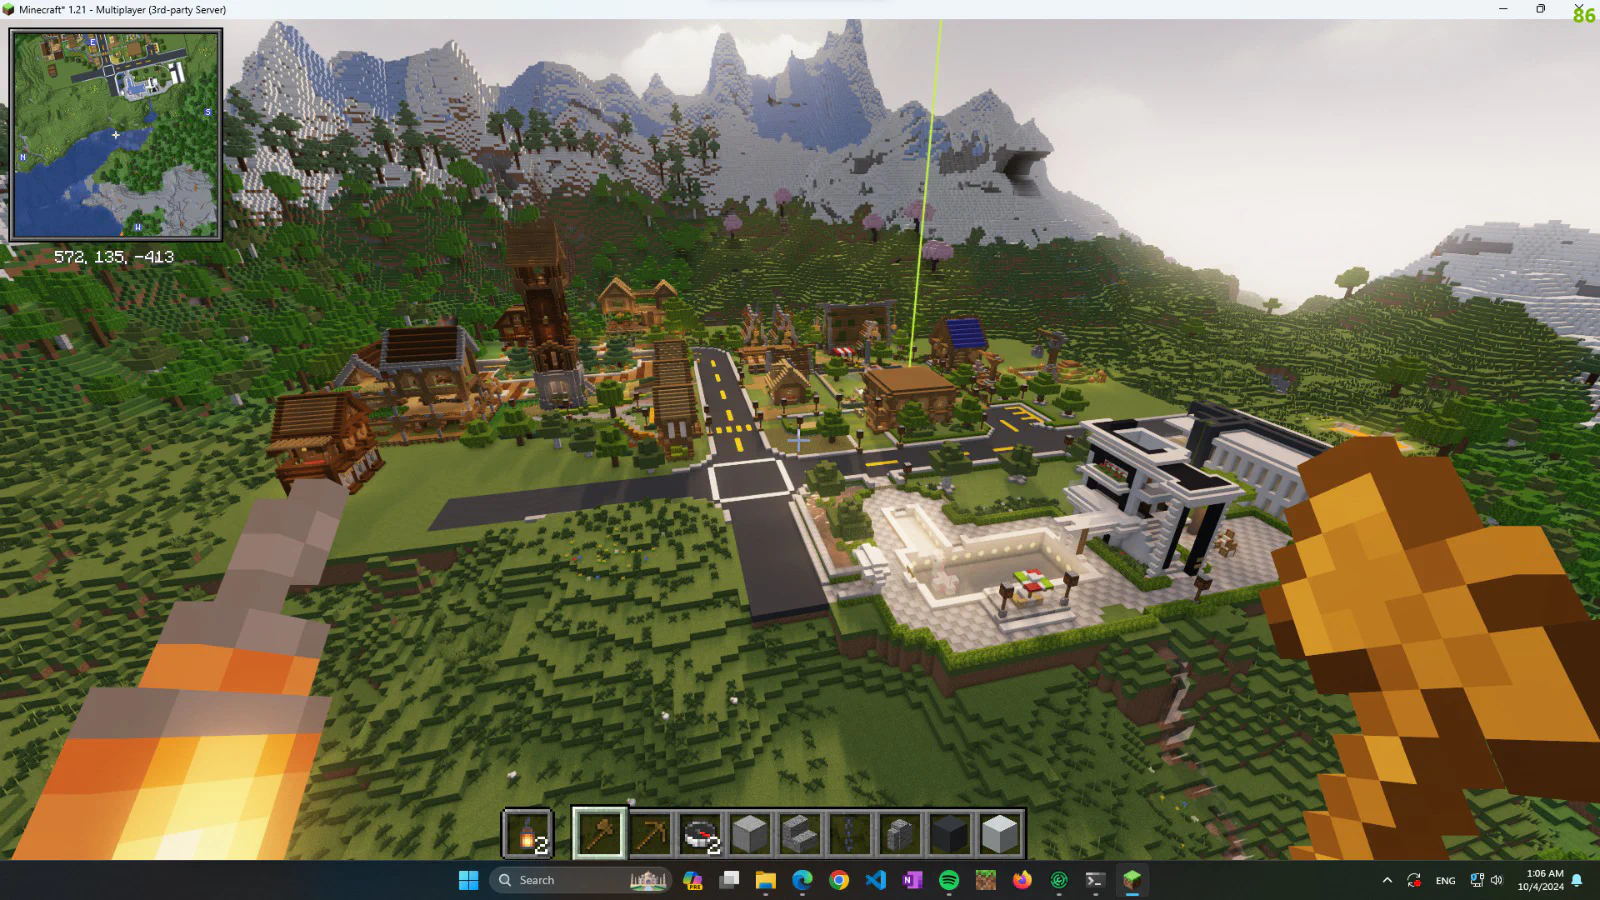 Minecraft* 1.21 - Multiplayer (3rd-party Server)
86
E
S
N
W
572, 135, -413
2
2
Search
PRE
ENG
1:06 AM
10/4/2024